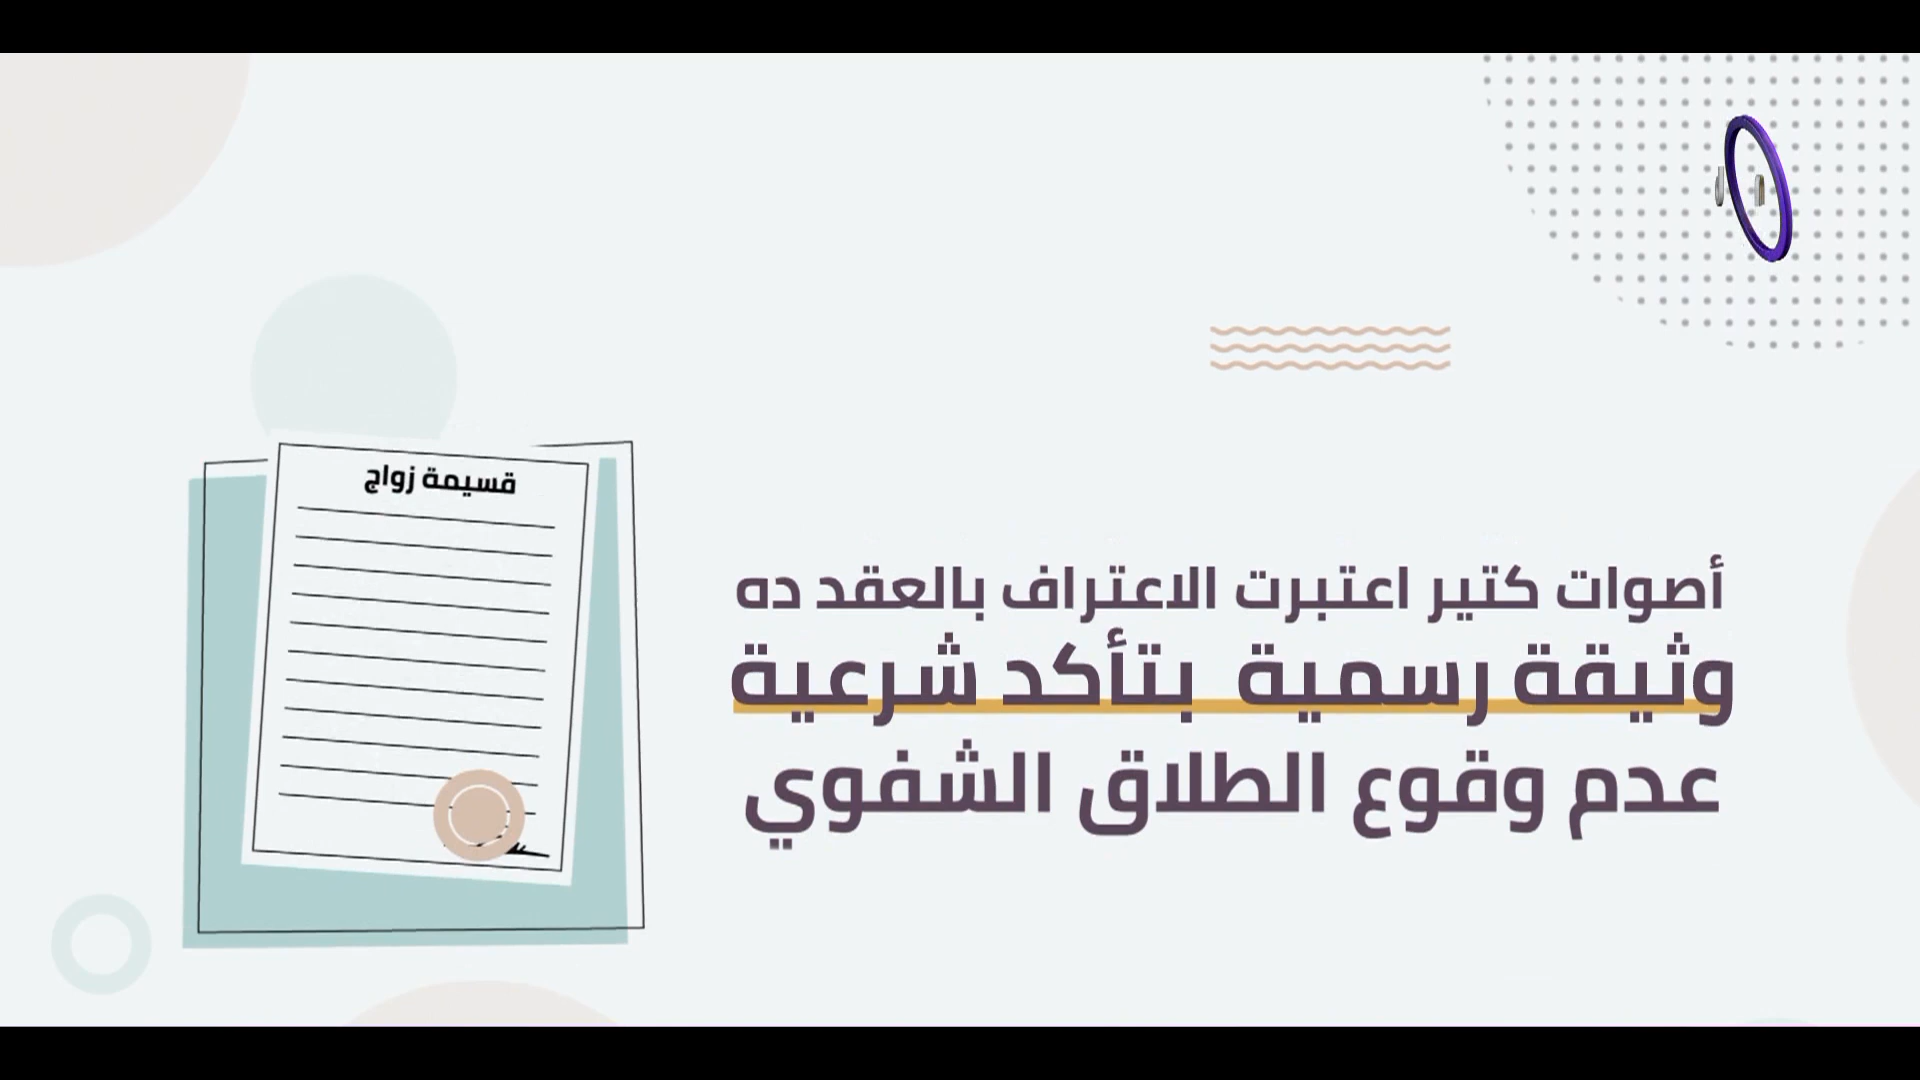 قسيمة زواج
أصوات كتير اعتبرت الاعتراف بالعقد ده
وثيقة رسمية بتأكد شرعية
عدم وقوع الطلاق الشفوي